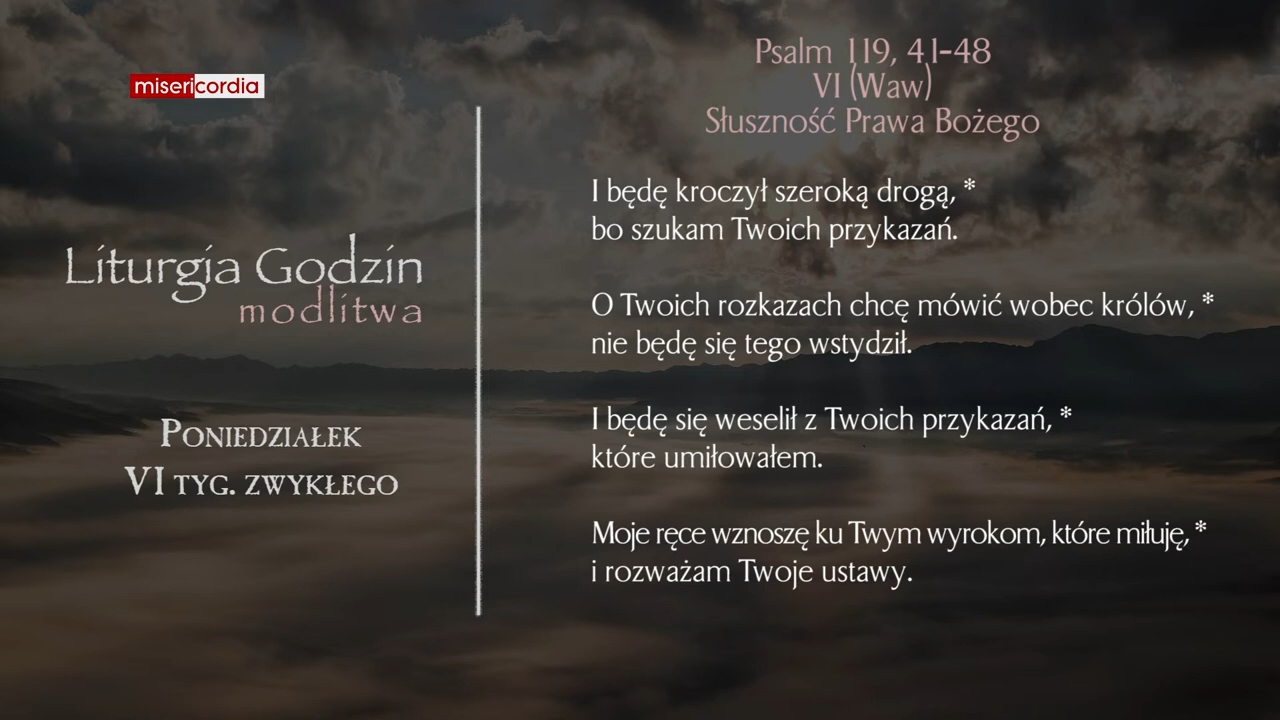 misericordia
Liturgia Godzin
modlitwa
Poniedziałek
VI tyg. zwykłego
Psalm 119, 41-48
VI (Waw)
Słuszność Prawa Bożego
I będę kroczył szeroką drogą, *
bo szukam Twoich przykazań.
O Twoich rozkazach chcę mówić wobec królów, *
nie będę się tego wstydził.
I będę się weselił z Twoich przykazań, *
które umiłowałem.
Moje ręce wznoszę ku Twym wyrokom, które miłuję, *
i rozważam Twoje ustawy.